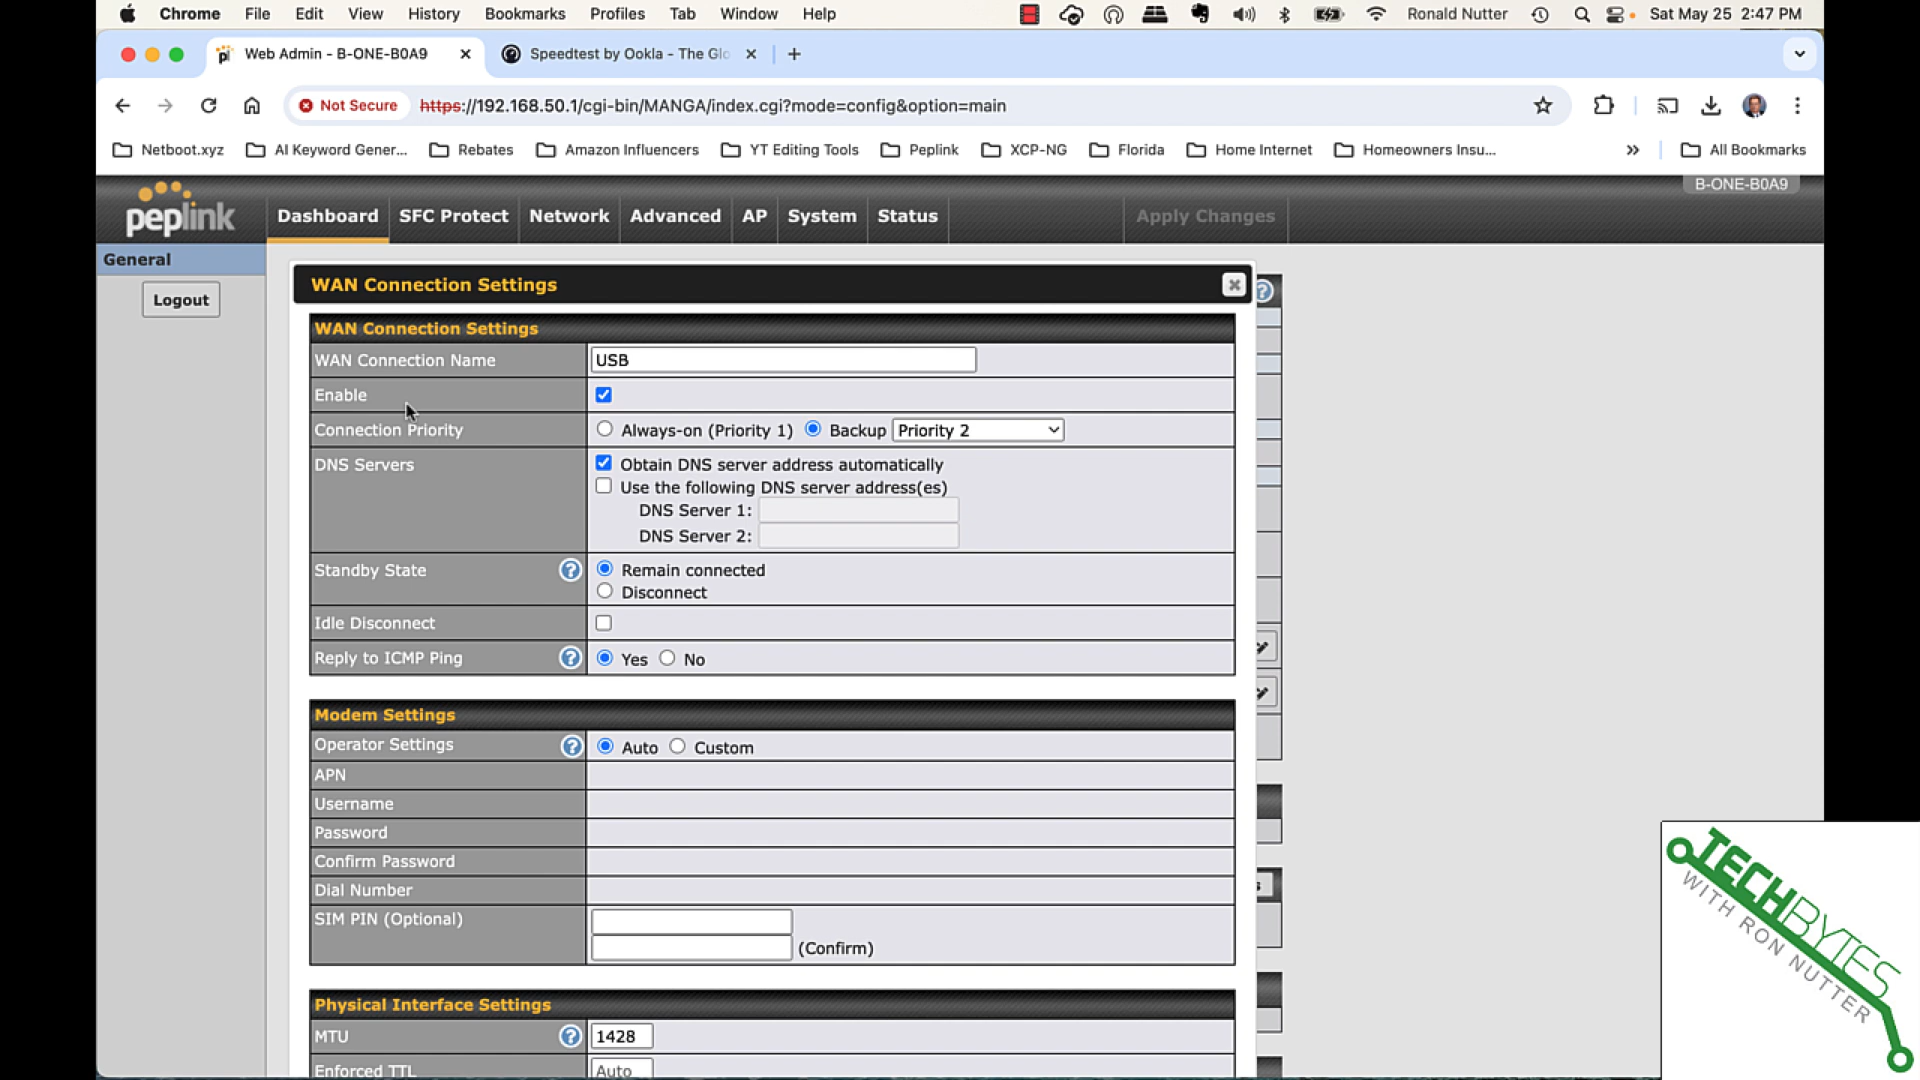 Chrome File Edit View History Bookmarks Profiles Tab Window Help Ronald Nutter Sat May 25 2:47 PM
Web Admin - B-ONE-B0A9 Speedtest by Ookla - The Glo
Not Secure https://192.168.50.1/cgi-bin/MANGA/index.cgi?mode=config&option=main
Netboot.xyz AI Keyword Gener... Rebates Amazon Influencers YT Editing Tools Peplink XCP-NG Florida Home Internet Homeowners Insu... » All Bookmarks
B-ONE-B0A9
peplink Dashboard SFC Protect Network Advanced AP System Status Apply Changes
General
Logout
WAN Connection Settings
WAN Connection Settings
WAN Connection Name USB
Enable
Connection Priority Always-on (Priority 1) Backup Priority 2
DNS Servers Obtain DNS server address automatically
Use the following DNS server address(es)
DNS Server 1:
DNS Server 2:
Standby State ? Remain connected
Disconnect
Idle Disconnect
Reply to ICMP Ping ? Yes No
Modem Settings
Operator Settings ? Auto Custom
APN
Username
Password
Confirm Password
Dial Number
SIM PIN (Optional)
(Confirm)
Physical Interface Settings
MTU ? 1428
Enforced TTL Auto
TECHBYTES
WITH RON NUTTER